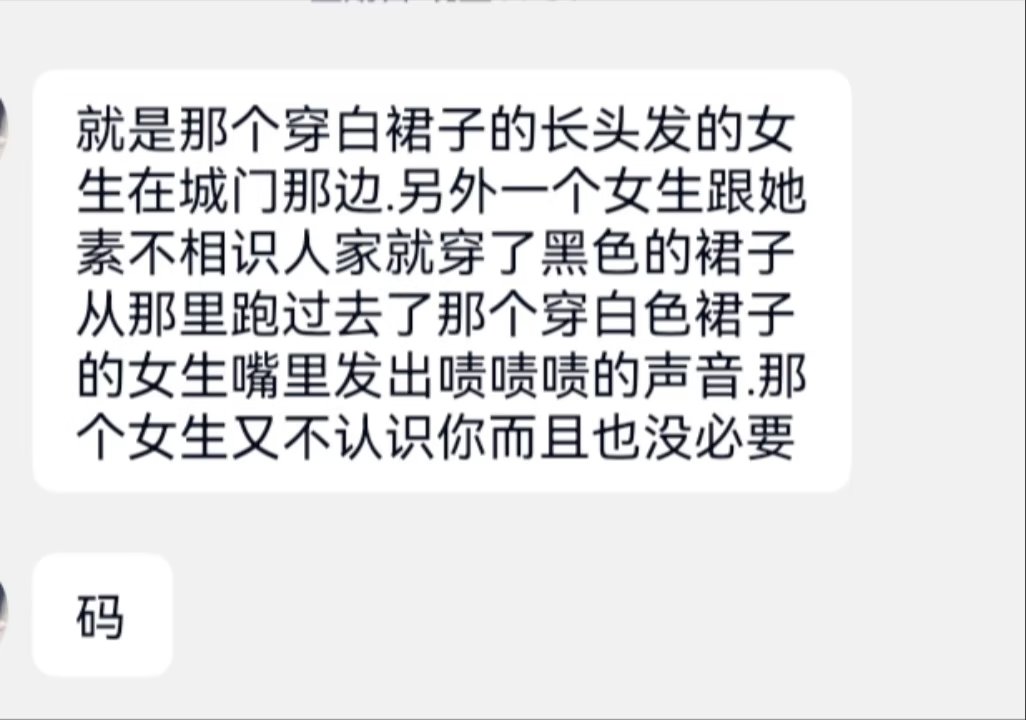 就是那个穿白裙子的长头发的女
生在城门那边.另外一个女生跟她
素不相识人家就穿了黑色的裙子
从那里跑过去了那个穿白色裙子
的女生嘴里发出啧啧啧的声音.那
个女生又不认识你而且也没必要
码